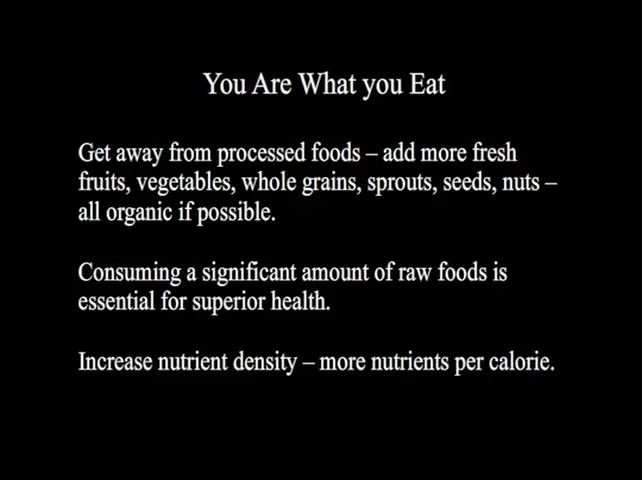 You Are What you Eat
Get away from processed foods – add more fresh
fruits, vegetables, whole grains, sprouts, seeds, nuts –
all organic if possible.
Consuming a significant amount of raw foods is
essential for superior health.
Increase nutrient density – more nutrients per calorie.